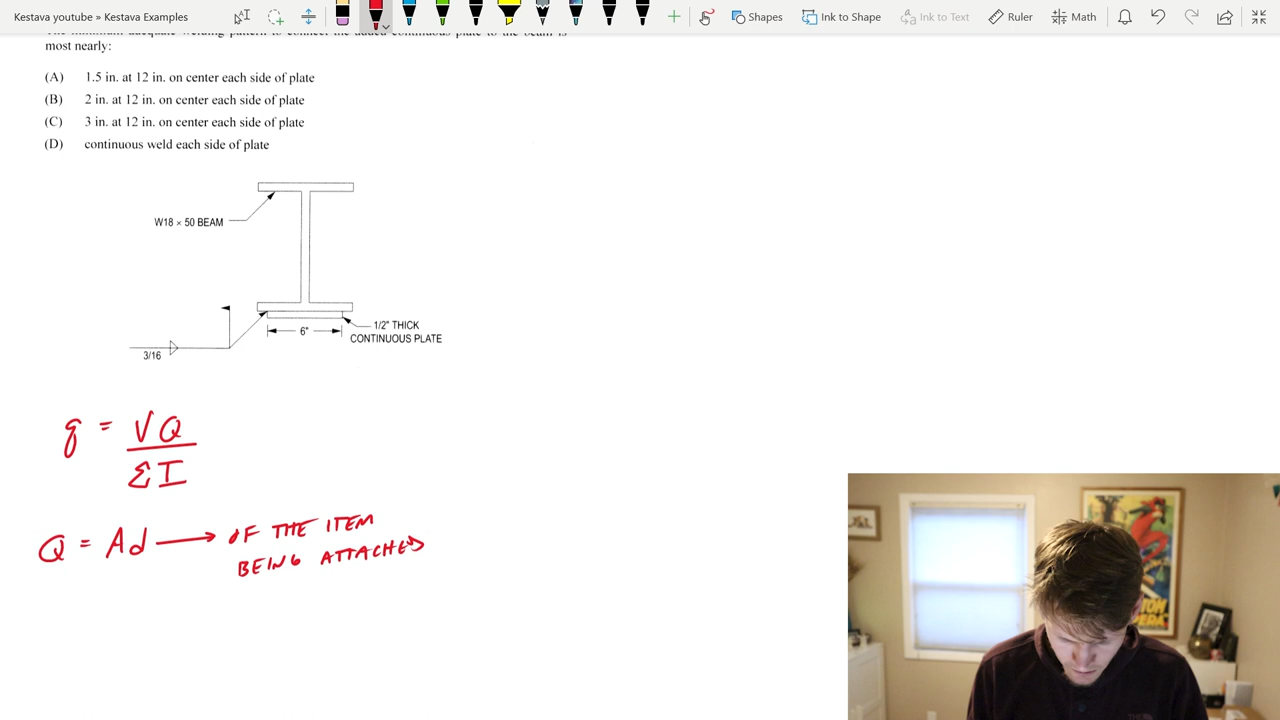 Kestava youtube » Kestava Examples
Shapes
Ink to Shape
Ink to Text
Ruler
Math
most nearly:
(A) 1.5 in. at 12 in. on center each side of plate
(B) 2 in. at 12 in. on center each side of plate
(C) 3 in. at 12 in. on center each side of plate
(D) continuous weld each side of plate
W18 × 50 BEAM
1/2" THICK
CONTINUOUS PLATE
6"
3/16
q = VQ
ΣI
Q = Ad → OF THE ITEM
BEING ATTACHED